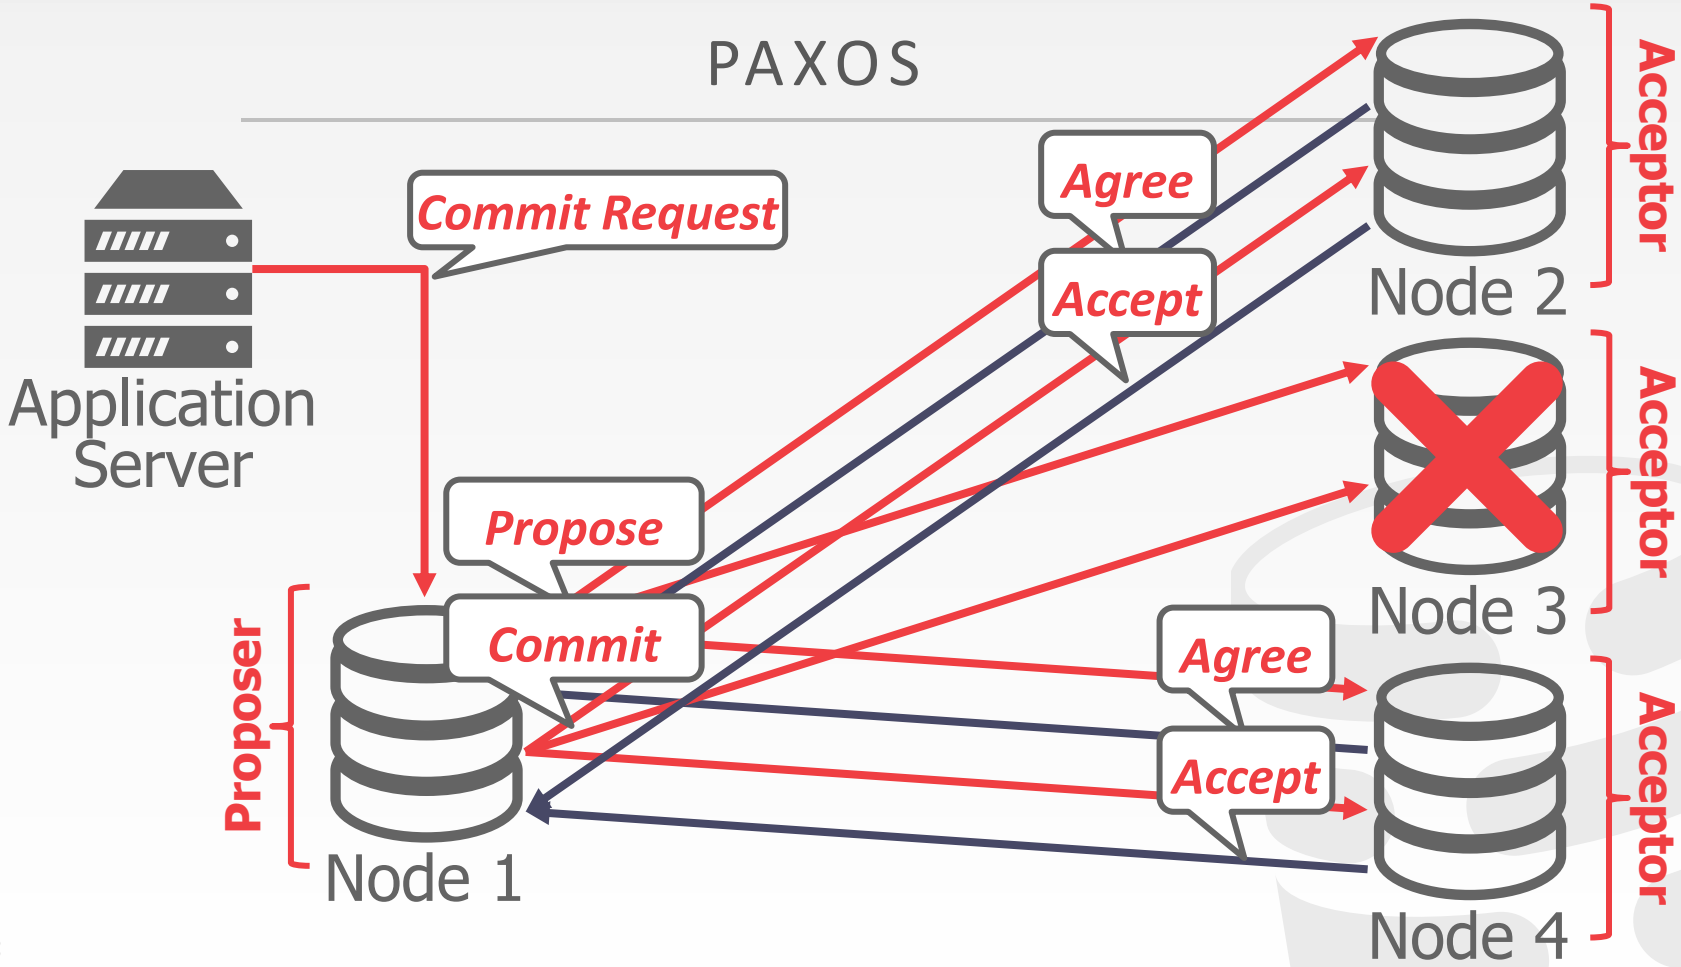 PAXOS
Commit Request
Application
Server
Agree
Accept
Node 2
Acceptor
Propose
Commit
Proposer
Node 1
Node 3
Acceptor
Agree
Accept
Node 4
Acceptor